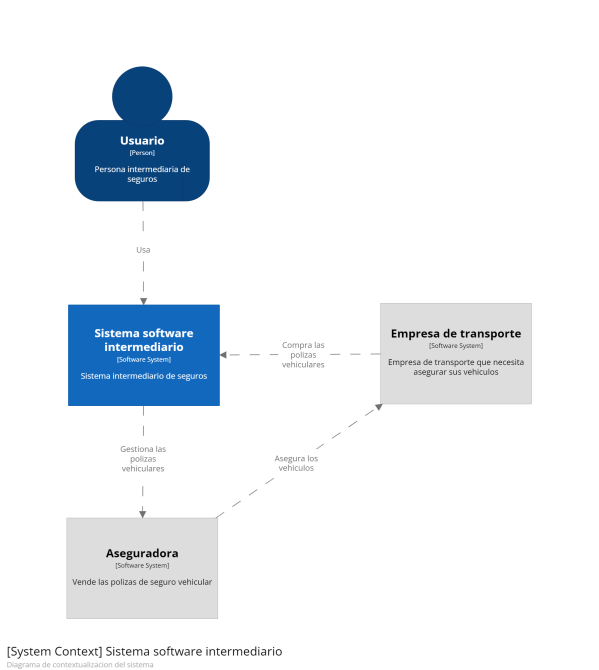 Usuario
[Person]
Persona intermediaria de
seguros
Usa
Sistema software
intermediario
[Software System]
Sistema intermediario de seguros
Compra las
polizas
vehiculares
Empresa de transporte
[Software System]
Empresa de transporte que necesita
asegurar sus vehiculos
Gestiona las
polizas
vehiculares
Asegura los
vehiculos
Aseguradora
[Software System]
Vende las polizas de seguro vehicular
[System Context] Sistema software intermediario
Diagrama de contextualizacion del sistema